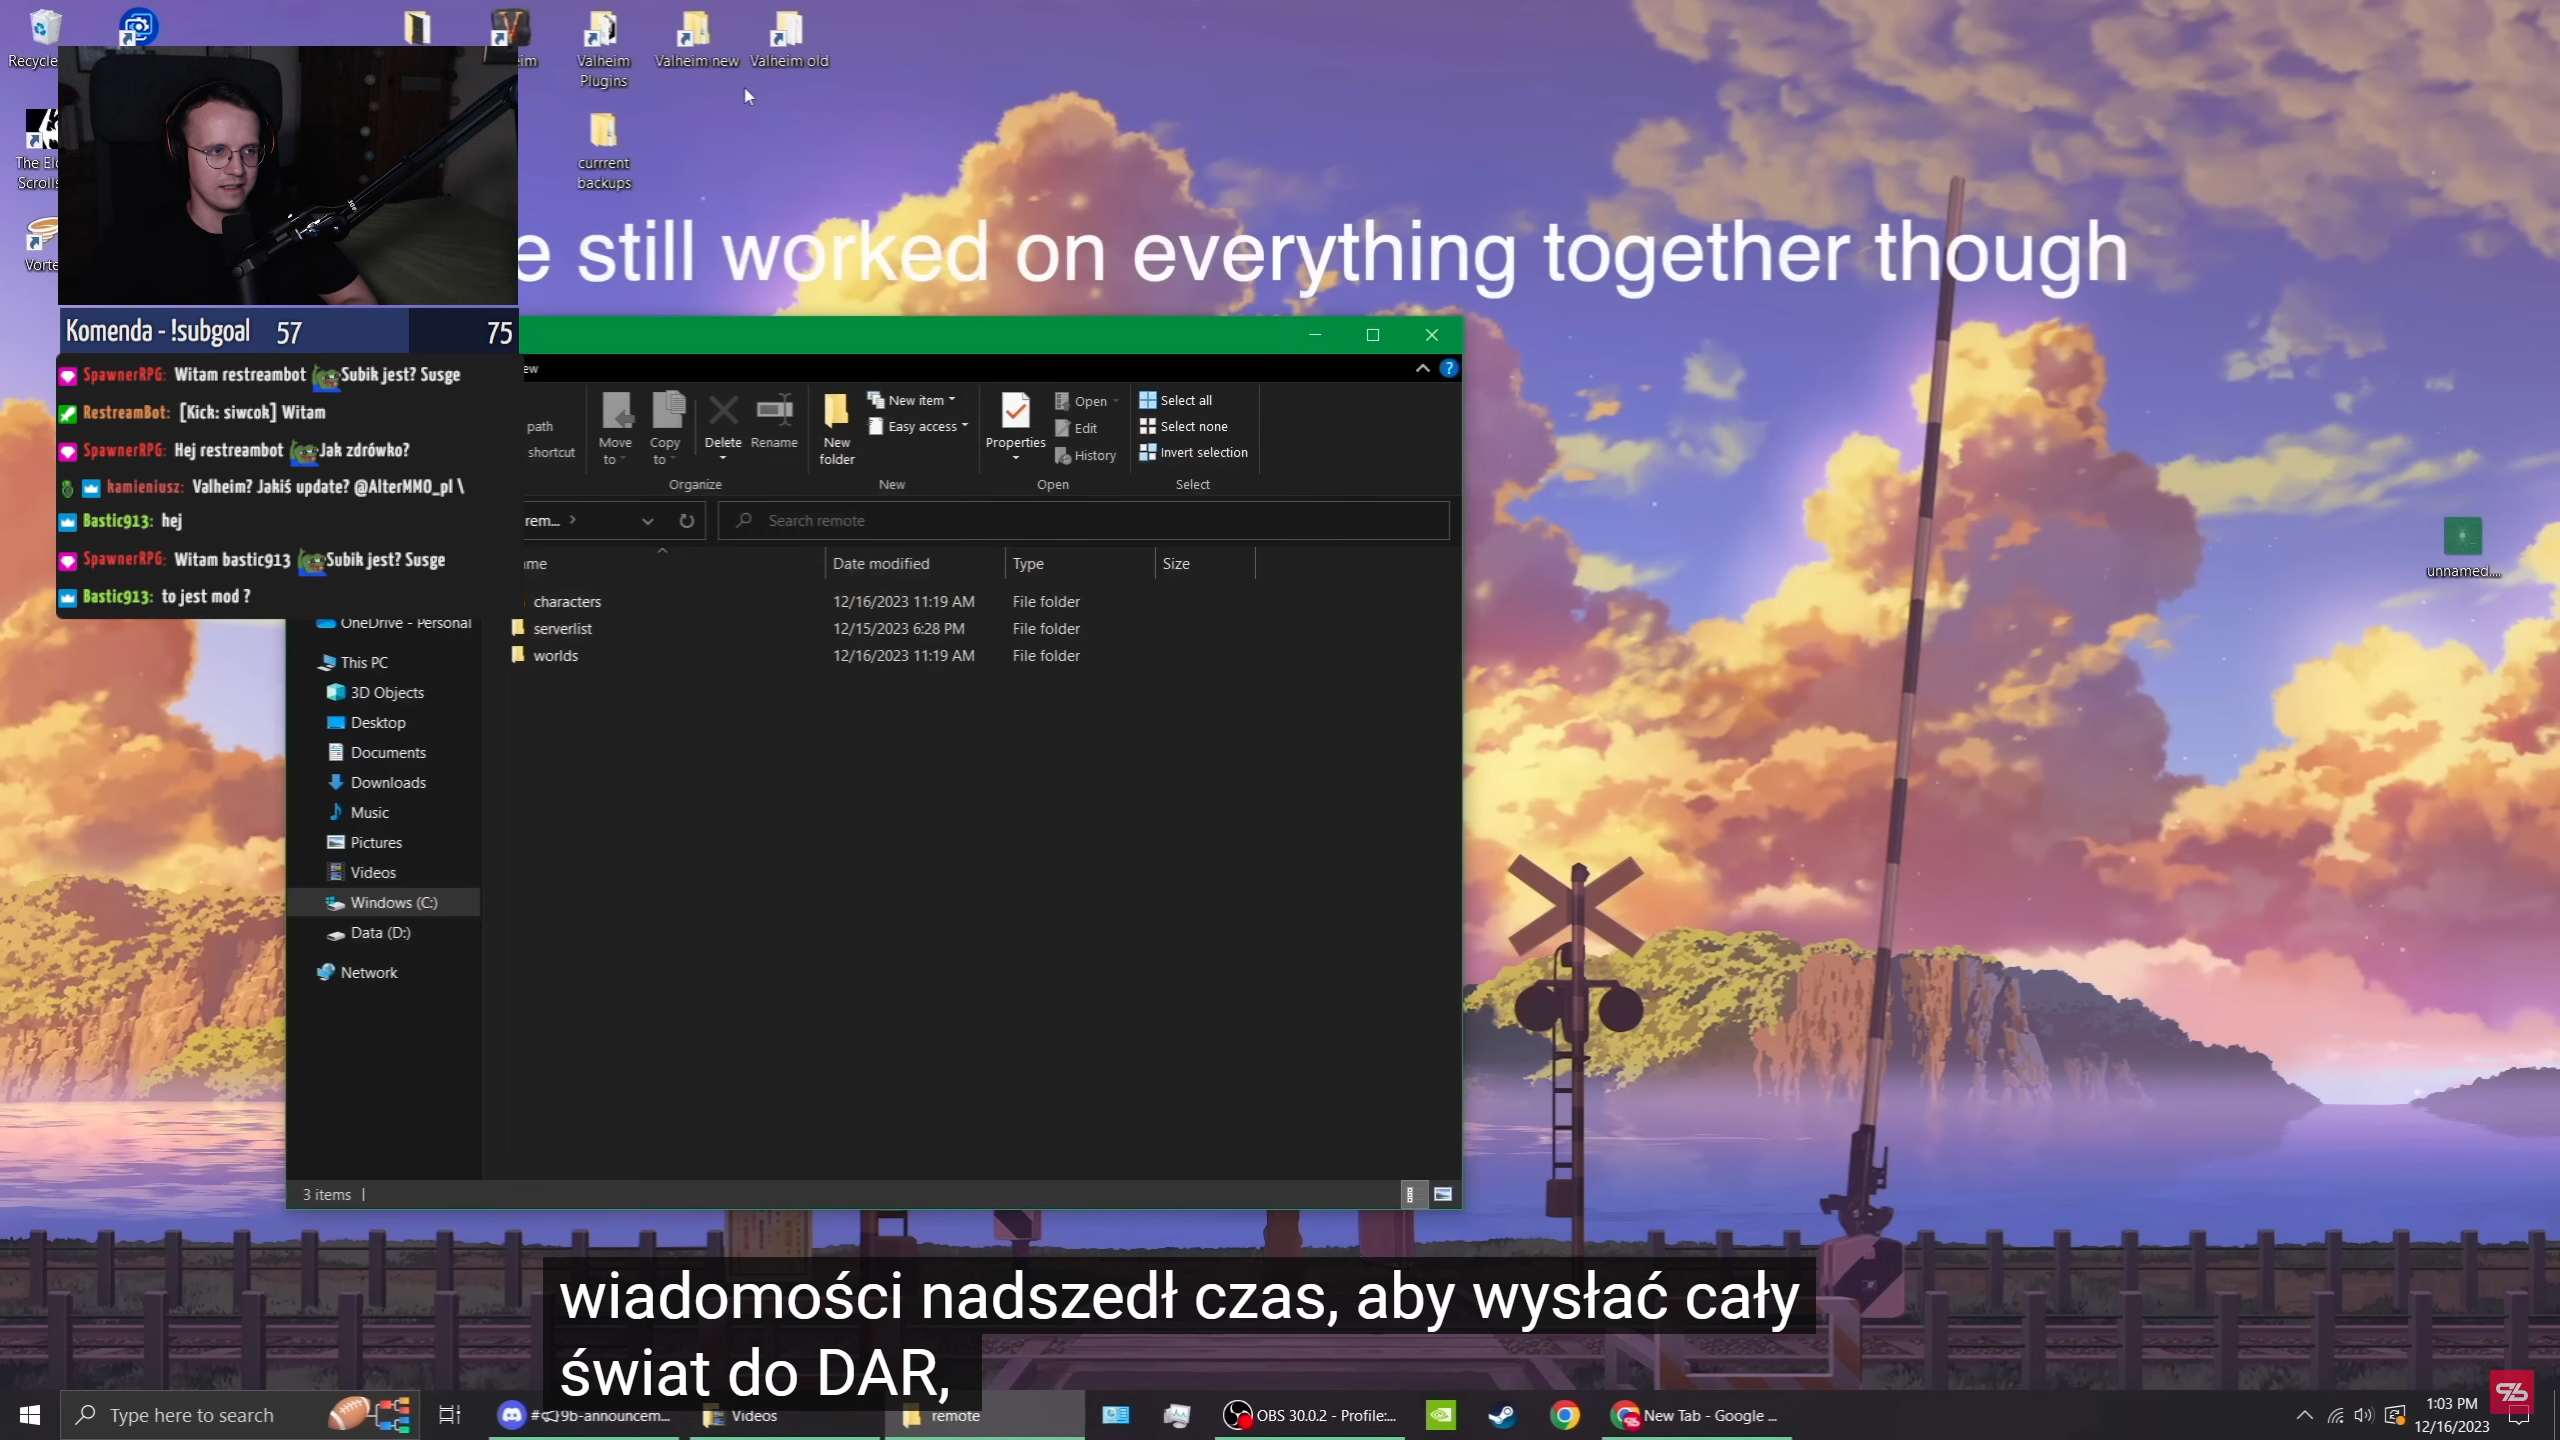 Recycle
Valheim
Plugins
Valheim new
Valheim old
currrent
backups
The El
Scrolls
Vorte
e still worked on everything together though
Komenda - !subgoal 57 75
SpawnerRPG: Witam restreambot Subik jest? Susge
RestreamBot: [Kick: siwcok] Witam
SpawnerRPG: Hej restreambot Jak zdrówko?
kamieniusz: Valheim? Jakiś update? @AlterMMO_pl \
Bastic913: hej
SpawnerRPG: Witam bastic913 Subik jest? Susge
Bastic913: to jest mod ?
ew
path
shortcut
Move
to
Copy
to
Delete
Rename
Organize
New
folder
New item
Easy access
New
Properties
Open
Edit
History
Open
Select all
Select none
Invert selection
Select
rem... >
Search remote
me Date modified Type Size
characters 12/16/2023 11:19 AM File folder
serverlist 12/15/2023 6:28 PM File folder
worlds 12/16/2023 11:19 AM File folder
OneDrive - Personal
This PC
3D Objects
Desktop
Documents
Downloads
Music
Pictures
Videos
Windows (C:)
Data (D:)
Network
3 items
unnamed....
wiadomości nadszedł czas, aby wysłać cały
świat do DAR,
Type here to search
9b-announcem...
Videos
remote
OBS 30.0.2 - Profile:...
New Tab - Google ...
1:03 PM
12/16/2023